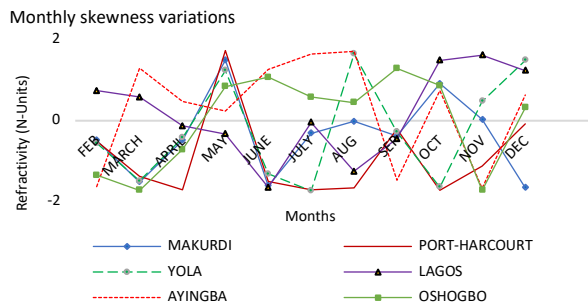 Monthly skewness variations
2
0
-2
Refractivity (N-Units)
FEB
MARCH
APRIL
MAY
JUNE
JULY
AUG
SEP
OCT
NOV
DEC
Months
MAKURDI
PORT-HARCOURT
YOLA
LAGOS
AYINGBA
OSHOGBO